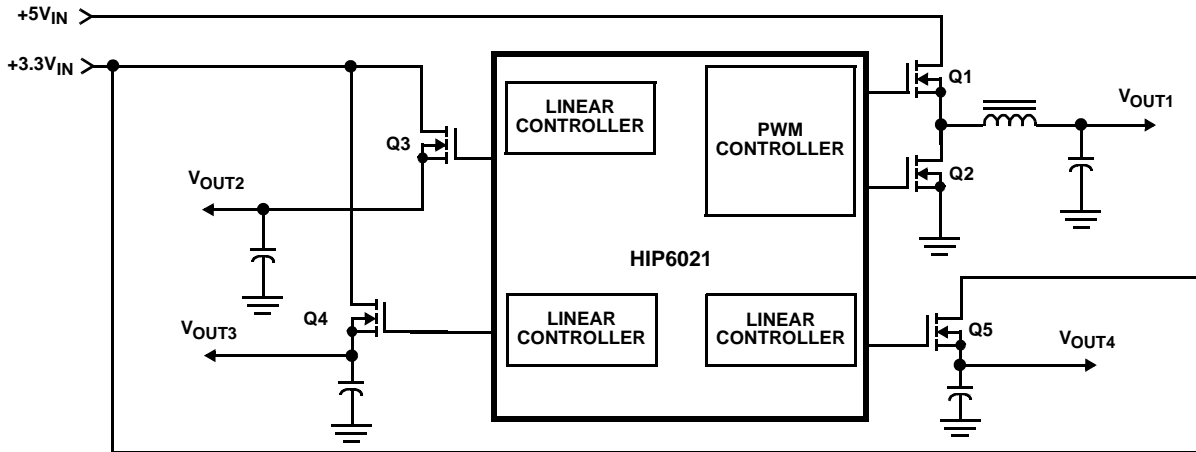 +5VIN
+3.3VIN
LINEAR
CONTROLLER
PWM
CONTROLLER
Q1
VOUT1
Q3
Q2
VOUT2
HIP6021
Q4
VOUT3
LINEAR
CONTROLLER
LINEAR
CONTROLLER
Q5
VOUT4